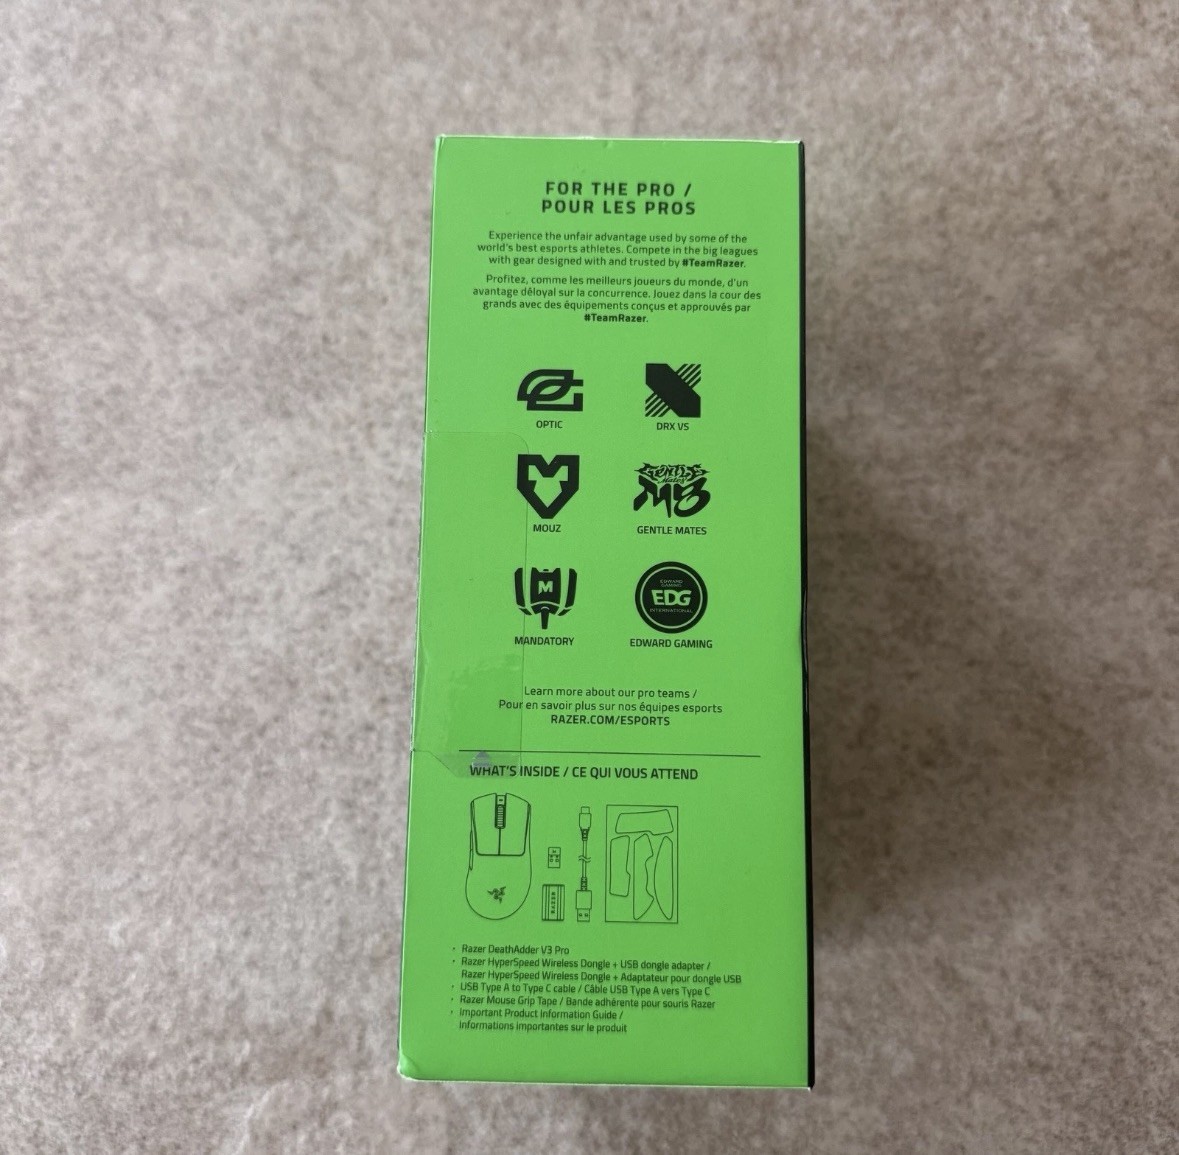 FOR THE PRO /
POUR LES PROS
Experience the unfair advantage used by some of the
world's best esports athletes. Compete in the big leagues
with gear designed with and trusted by #TeamRazer.
Profitez, comme les meilleurs joueurs du monde, d'un
avantage déloyal sur la concurrence. Jouez dans la cour des
grands avec des équipements conçus et approuvés par
#TeamRazer.
OPTIC
DRX VS
GENTLE
Mates
M8
MOUZ
GENTLE MATES
M
EDWARD
GAMING
EDG
INTERNATIONAL
MANDATORY
EDWARD GAMING
Learn more about our pro teams /
Pour en savoir plus sur nos équipes esports
RAZER.COM/ESPORTS
WHAT'S INSIDE / CE QUI VOUS ATTEND
· Razer DeathAdder V3 Pro
· Razer HyperSpeed Wireless Dongle + USB dongle adapter /
Razer HyperSpeed Wireless Dongle + Adaptateur pour dongle USB
· USB Type A to Type C cable / Câble USB Type A vers Type C
· Razer Mouse Grip Tape / Bande adhérente pour souris Razer
· Important Product Information Guide /
Informations importantes sur le produit